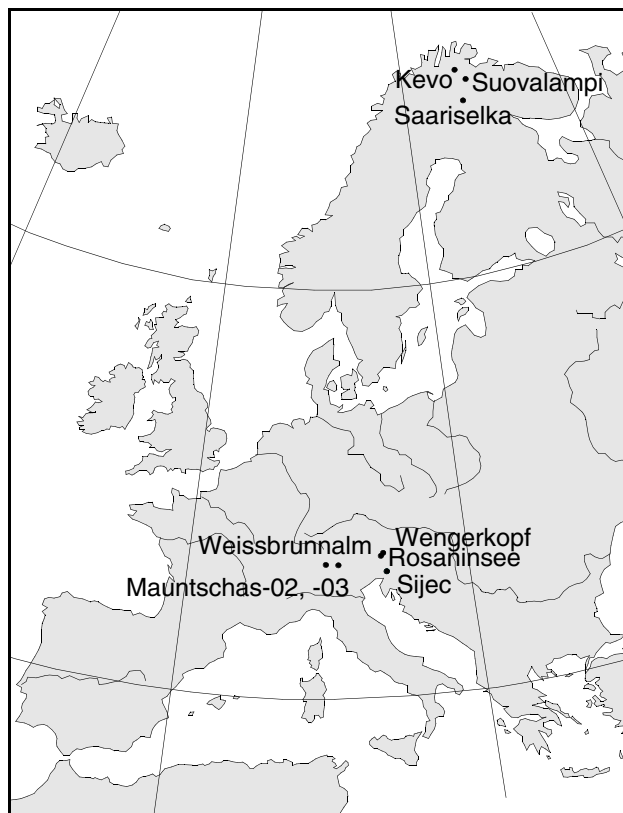 Kevo
Suovalampi
Saariselka
Weissbrunnalm
Wengerkopf
Rosaninsee
Mauntschas-02, -03
Sijec